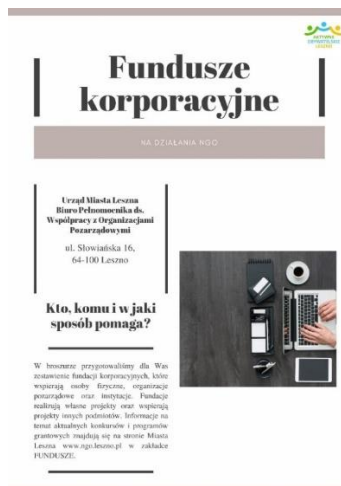 AKTYWNE
OBYWATELSKO
LESZNO
Fundusze
korporacyjne
NA DZIAŁANIA NGO
Urząd Miasta Leszna
Biuro Pełnomocnika ds.
Współpracy z Organizacjami
Pozarządowymi
ul. Słowiańska 16,
64-100 Leszno
Kto, komu i w jaki
sposób pomaga?
W broszurze przygotowaliśmy dla Was
zestawienie fundacji korporacyjnych, które
wspierają osoby fizyczne, organizacje
pozarządowe oraz instytucje. Fundacje
realizują własne projekty oraz wspierają
projekty innych podmiotów. Informacje na
temat aktualnych konkursów i programów
grantowych znajdują się na stronie Miasta
Leszna www.ngo.leszno.pl w zakładce
FUNDUSZE.